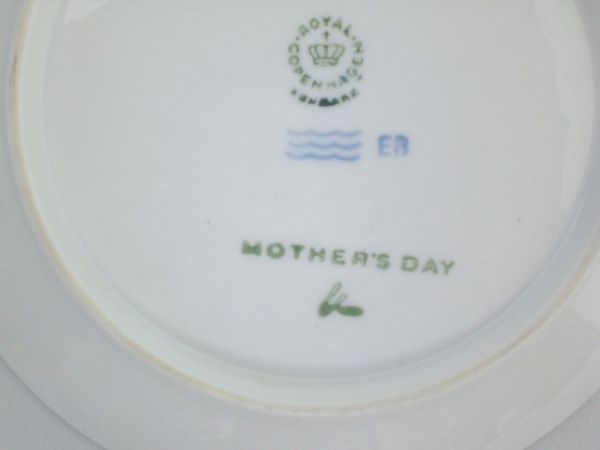 ROYAL COPENHAGEN
DENMARK
EB
MOTHER'S DAY